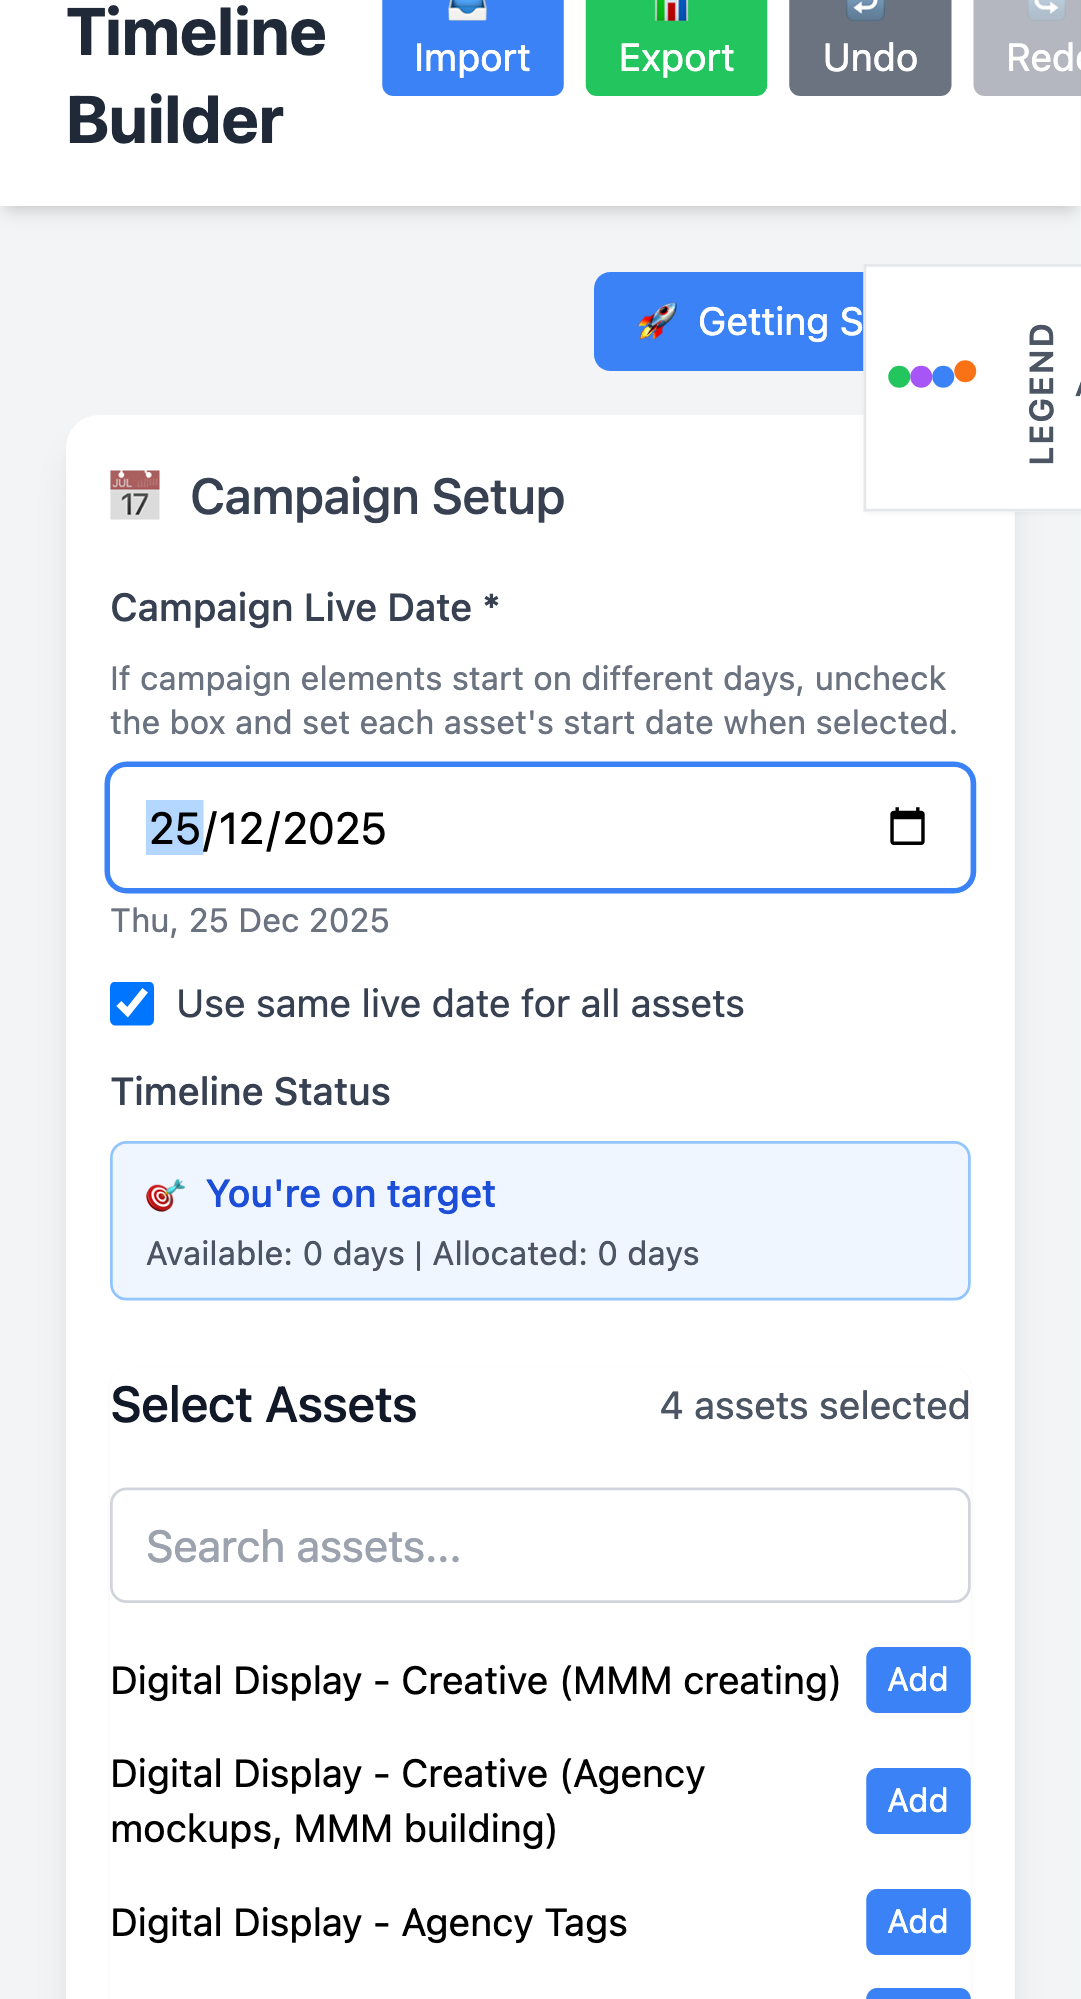 Timeline
Builder
Import
Export
Undo
Getting
LEGEND
JUL
17
Campaign Setup
Campaign Live Date *
If campaign elements start on different days, uncheck
the box and set each asset's start date when selected.
25/12/2025
Thu, 25 Dec 2025
Use same live date for all assets
Timeline Status
You're on target
Available: 0 days | Allocated: 0 days
Select Assets
4 assets selected
Search assets...
Digital Display - Creative (MMM creating)
Add
Digital Display - Creative (Agency
mockups, MMM building)
Add
Digital Display - Agency Tags
Add